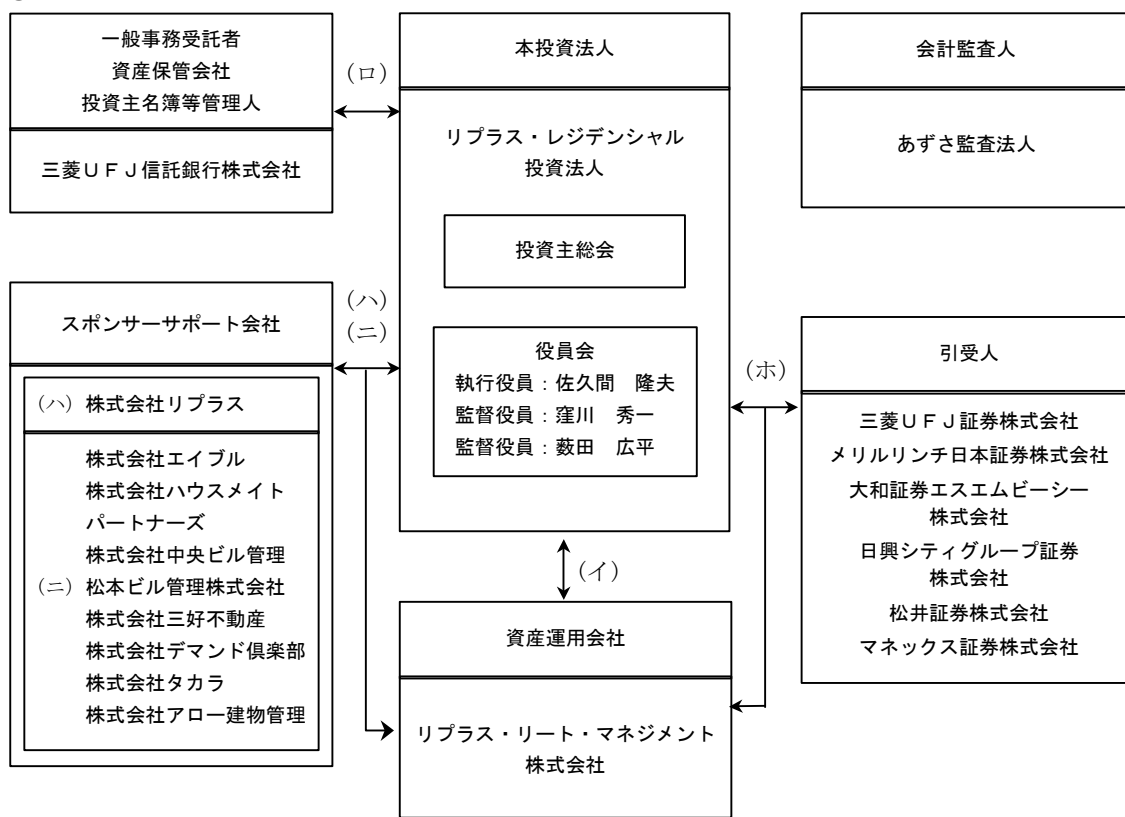 一般事務受託者
資産保管会社
投資主名簿等管理人
三菱UFJ信託銀行株式会社
(ロ)
本投資法人
リプラス・レジデンシャル
投資法人
投資主総会
役員会
執行役員:佐久間 隆夫
監督役員:窪川 秀一
監督役員:薮田 広平
会計監査人
あずさ監査法人
スポンサーサポート会社
(ハ) 株式会社リプラス
株式会社エイブル
株式会社ハウスメイト
パートナーズ
株式会社中央ビル管理
(ニ) 松本ビル管理株式会社
株式会社三好不動産
株式会社デマンド倶楽部
株式会社タカラ
株式会社アロー建物管理
(ハ)
(ニ)
(ホ)
引受人
三菱UFJ証券株式会社
メリルリンチ日本証券株式会社
大和証券エスエムビーシー
株式会社
日興シティグループ証券
株式会社
松井証券株式会社
マネックス証券株式会社
(イ)
資産運用会社
リプラス・リート・マネジメント
株式会社